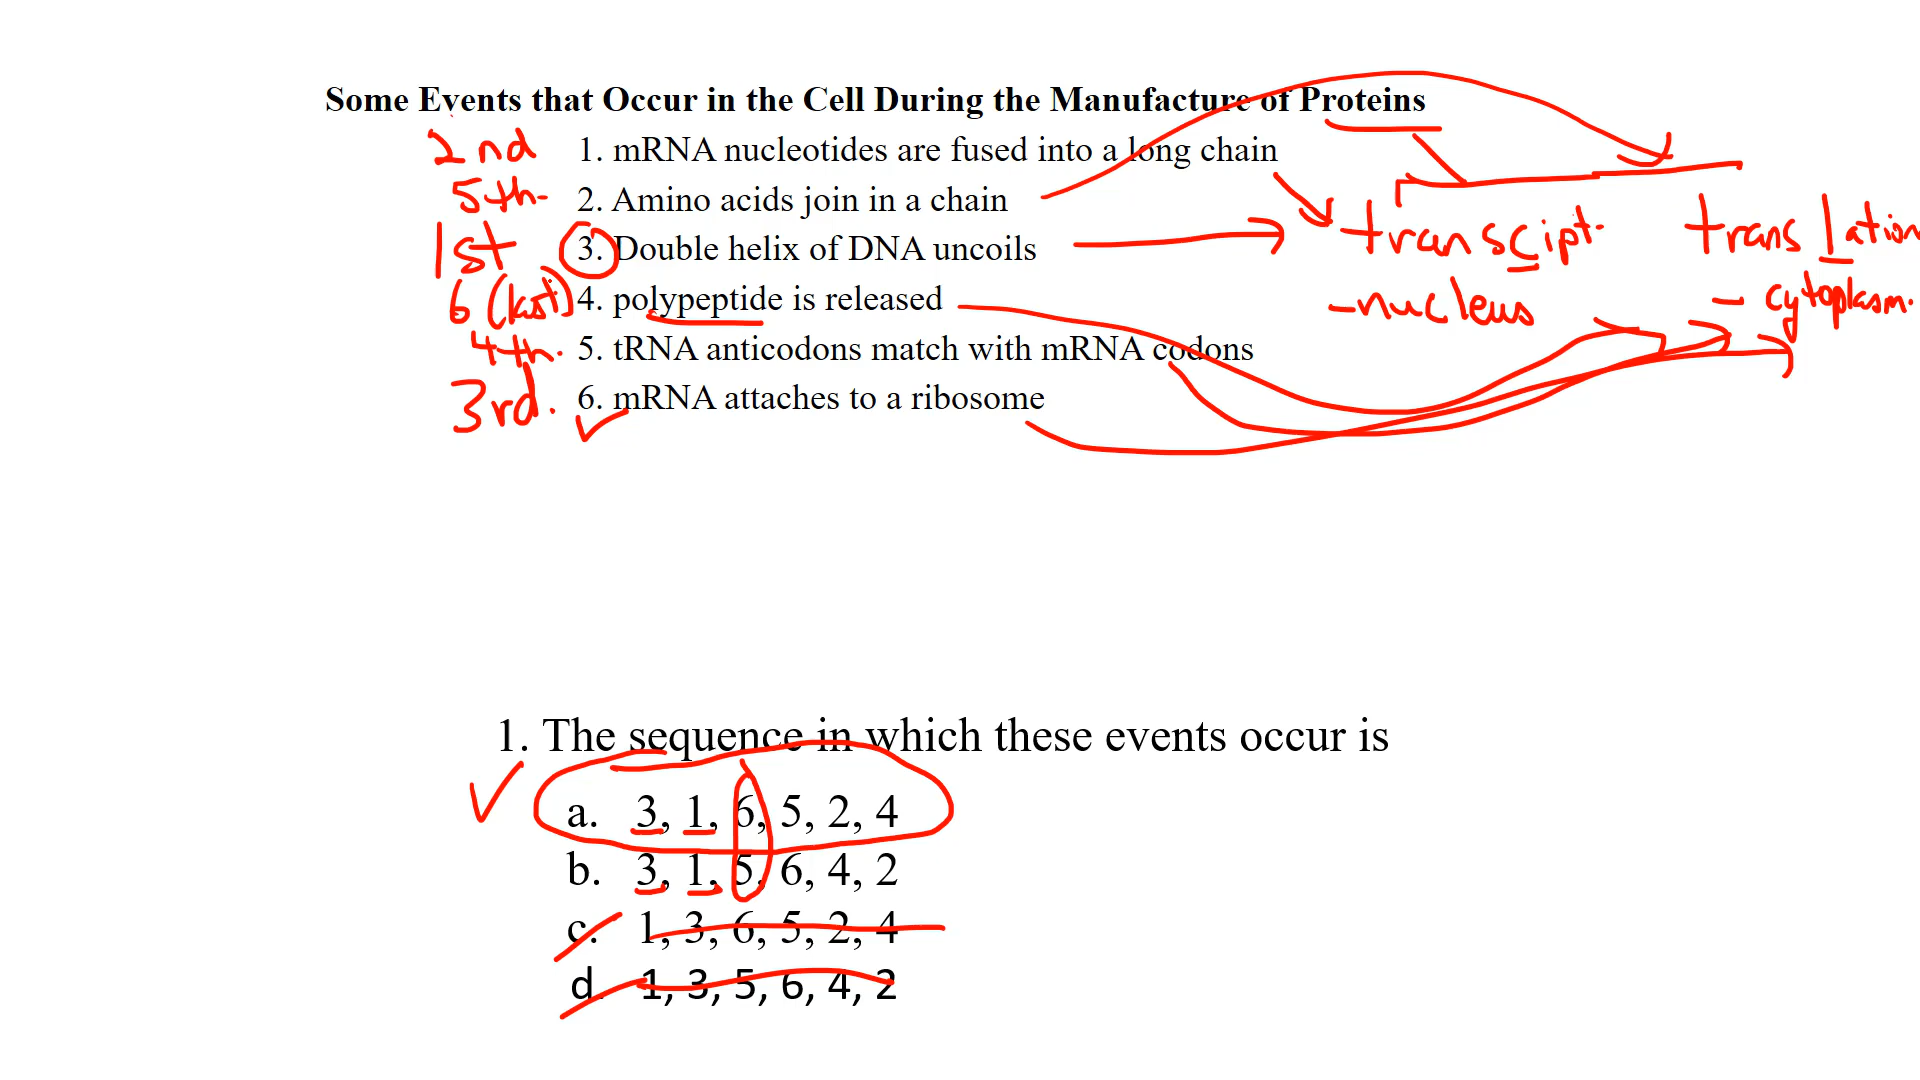 Some Events that Occur in the Cell During the Manufacture of Proteins
2nd 1. mRNA nucleotides are fused into a long chain
5th. 2. Amino acids join in a chain
1st 3. Double helix of DNA uncoils transcipt. translation
6 (last) 4. polypeptide is released - nucleus - cytoplasm.
4th. 5. tRNA anticodons match with mRNA codons
3rd. 6. mRNA attaches to a ribosome
1. The sequence in which these events occur is
a. 3, 1, 6, 5, 2, 4
b. 3, 1, 5, 6, 4, 2
c. 1, 3, 6, 5, 2, 4
d. 1, 3, 5, 6, 4, 2